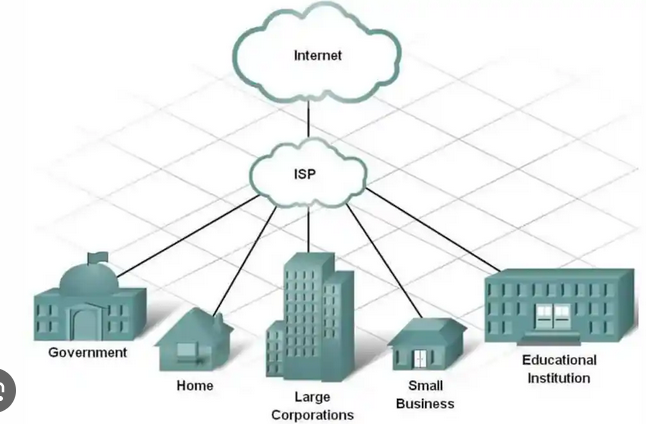 Internet
ISP
Government
Home
Large
Corporations
Small
Business
Educational
Institution